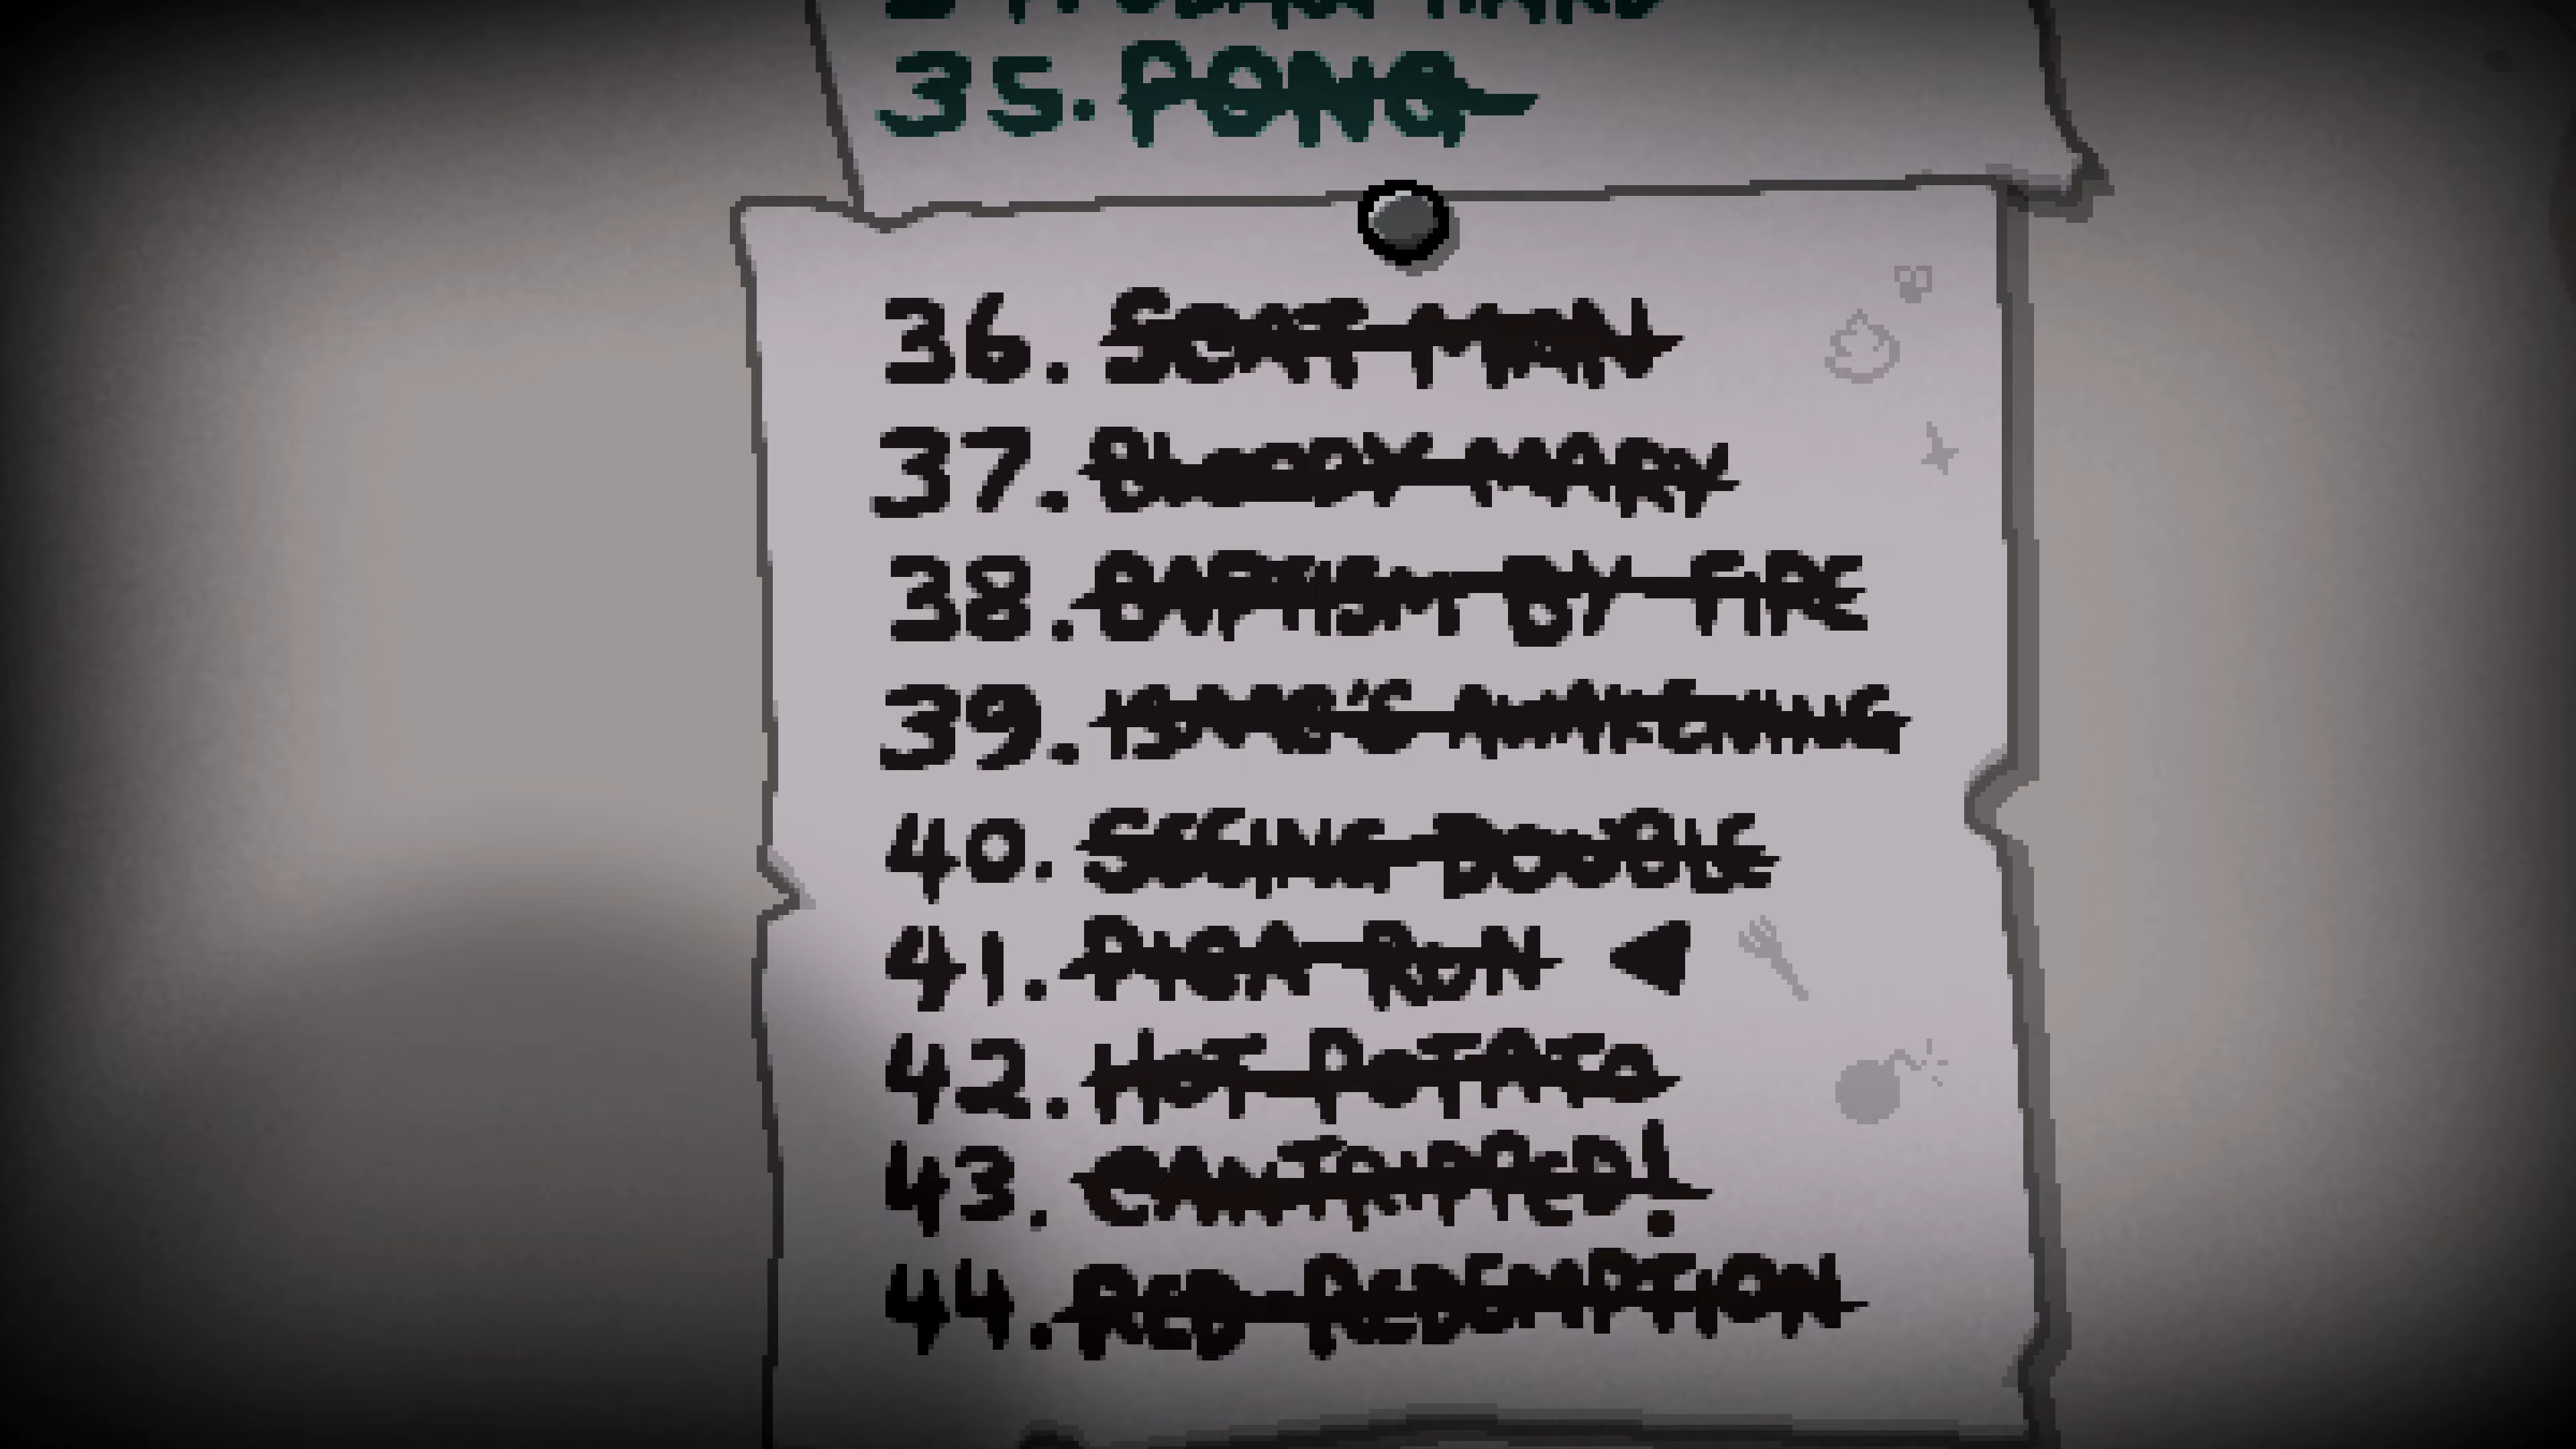 HARD
35. PONG
36. SCAT MAN
37. BLOODY MARY
38. BAPTISM BY FIRE
39. ISAAC'S AWAKENING
40. SEEING DOUBLE
41. PICA RUN
42. HOT POTATO
43. CANTRIPPED!
44. RED REDEMPTION